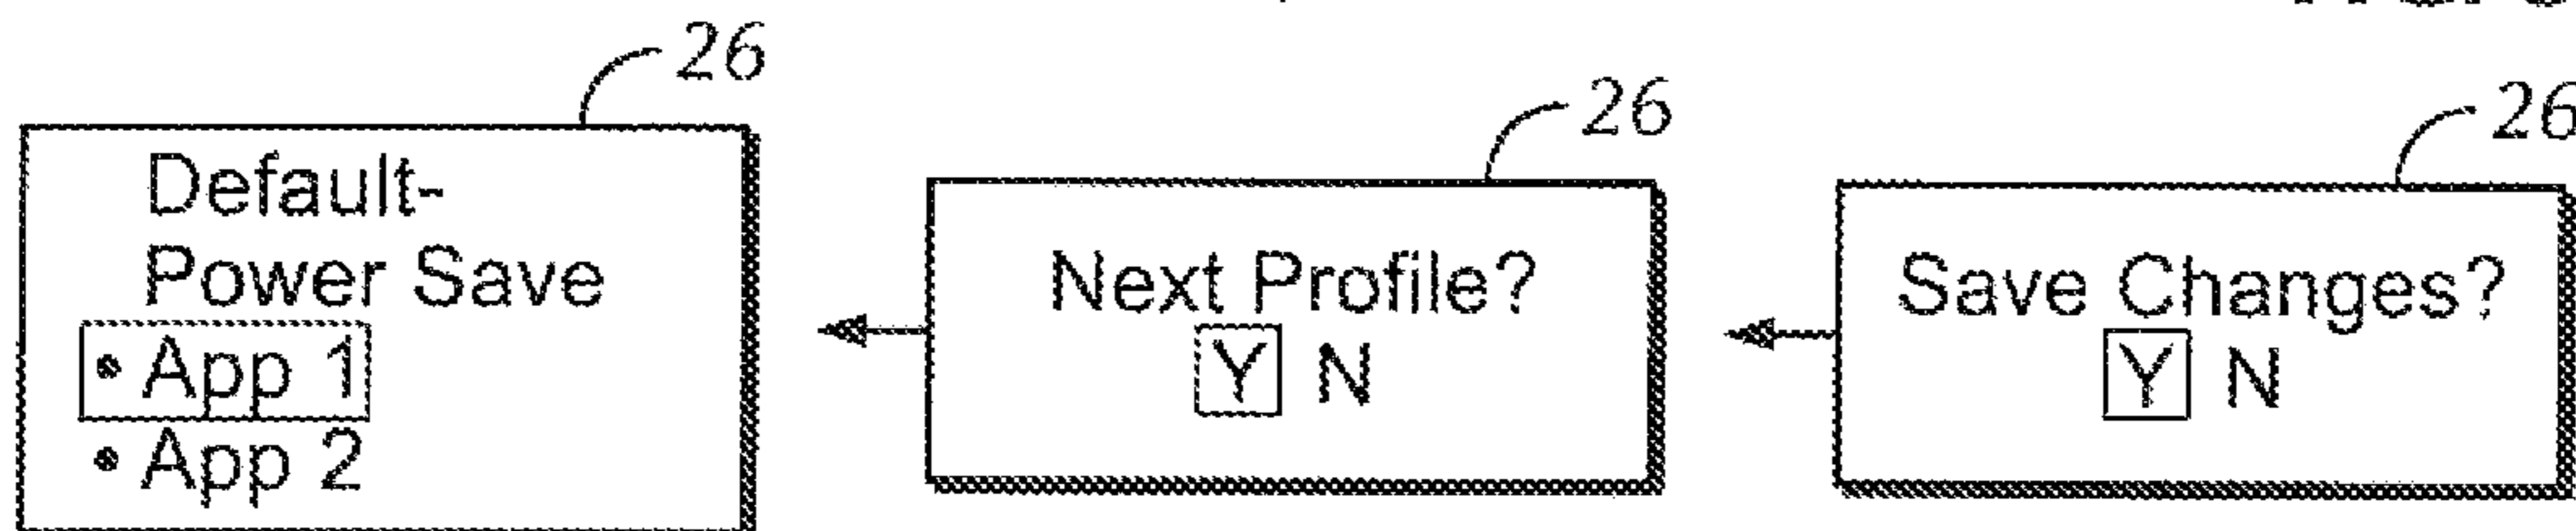 26
Default-
Power Save
• App 1
• App 2
26
Next Profile?
Y N
26
Save Changes?
Y N